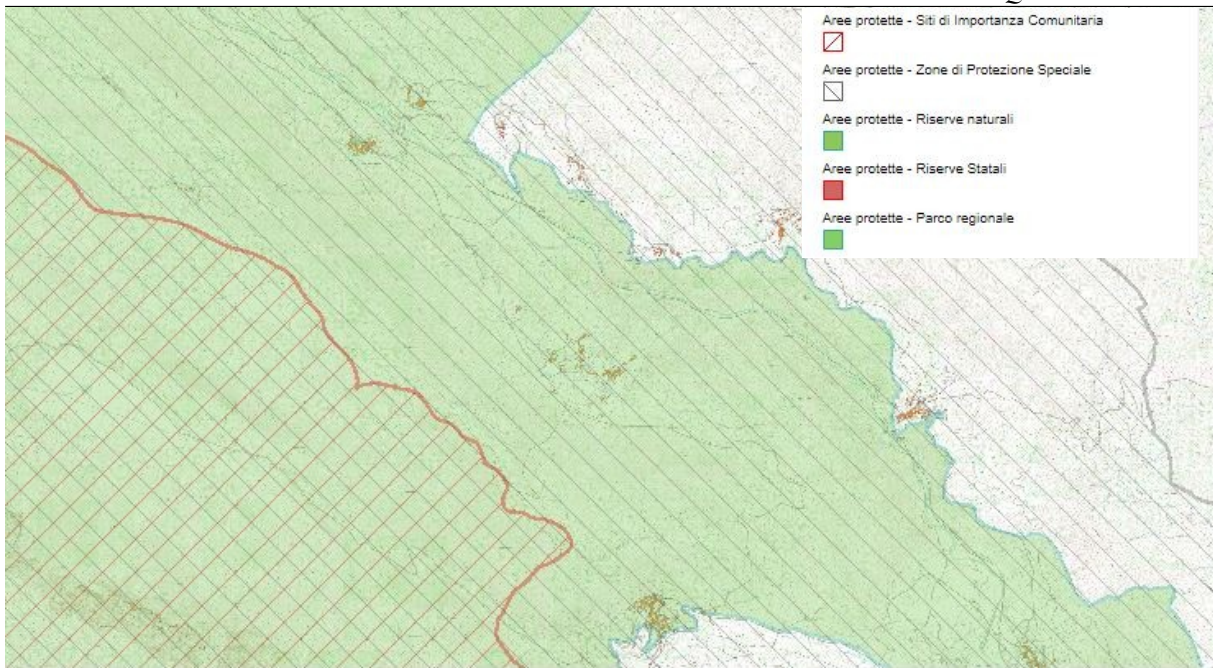 Aree protette - Siti di Importanza Comunitaria
Aree protette - Zone di Protezione Speciale
Aree protette - Riserve naturali
Aree protette - Riserve Statali
Aree protette - Parco regionale